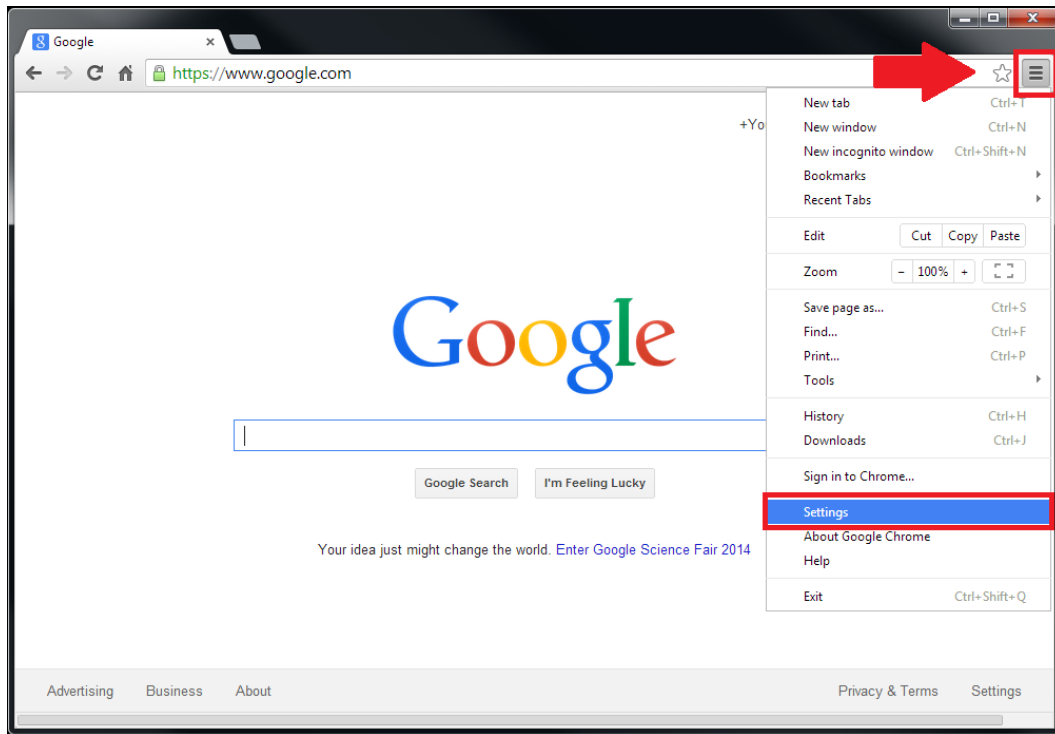 Google
https://www.google.com
+Yo
New tab Ctrl+T
New window Ctrl+N
New incognito window Ctrl+Shift+N
Bookmarks
Recent Tabs
Edit Cut Copy Paste
Zoom - 100% +
Save page as... Ctrl+S
Find... Ctrl+F
Print... Ctrl+P
Tools
History Ctrl+H
Downloads Ctrl+J
Sign in to Chrome...
Settings
About Google Chrome
Help
Exit Ctrl+Shift+Q
Google
Google Search I'm Feeling Lucky
Your idea just might change the world. Enter Google Science Fair 2014
Advertising Business About Privacy & Terms Settings